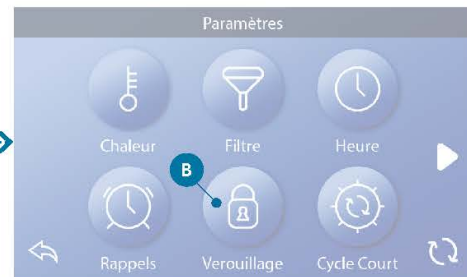 Paramètres
Chaleur Filtre Heure
B
Rappels Verouillage Cycle Court